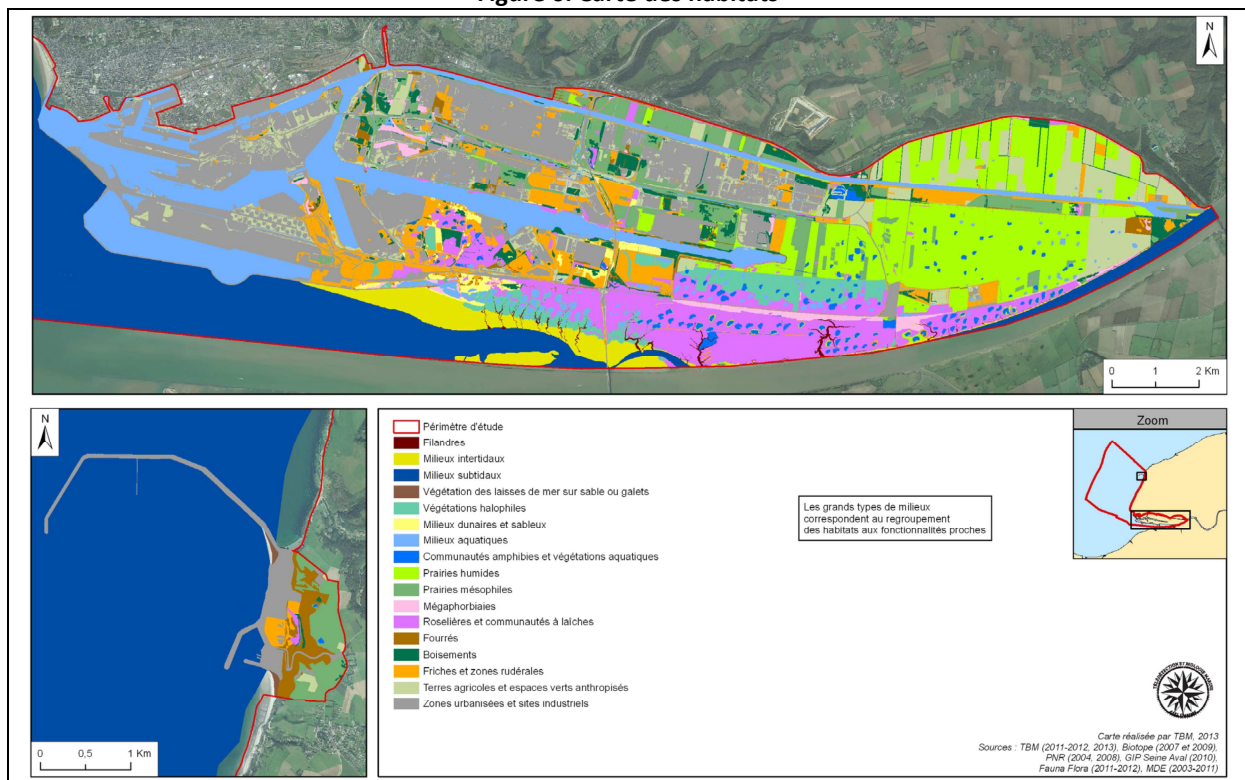 Figure 6: Carte des habitats
N
0 1 2 Km
N
0 0,5 1 Km
Périmètre d'étude
Filandres
Milieux intertidaux
Milieux subtidaux
Végétation des laisses de mer sur sable ou galets
Végétations halophiles
Milieux dunaires et sableux
Milieux aquatiques
Communautés amphibies et végétations aquatiques
Prairies humides
Prairies mésophiles
Mégaphorbiaies
Roselières et communautés à laîches
Fourrés
Boisements
Friches et zones rudérales
Terres agricoles et espaces verts anthropisés
Zones urbanisées et sites industriels
Les grands types de milieux
correspondent au regroupement
des habitats aux fonctionnalités proches
Zoom
TÉLÉDÉTECTION ET BIOLOGIE MARINE
Carte réalisée par TBM, 2013
Sources : TBM (2011-2012, 2013), Biotope (2007 et 2009),
PNR (2004, 2008), GIP Seine Aval (2010),
Fauna Flora (2011-2012), MDE (2003-2011)